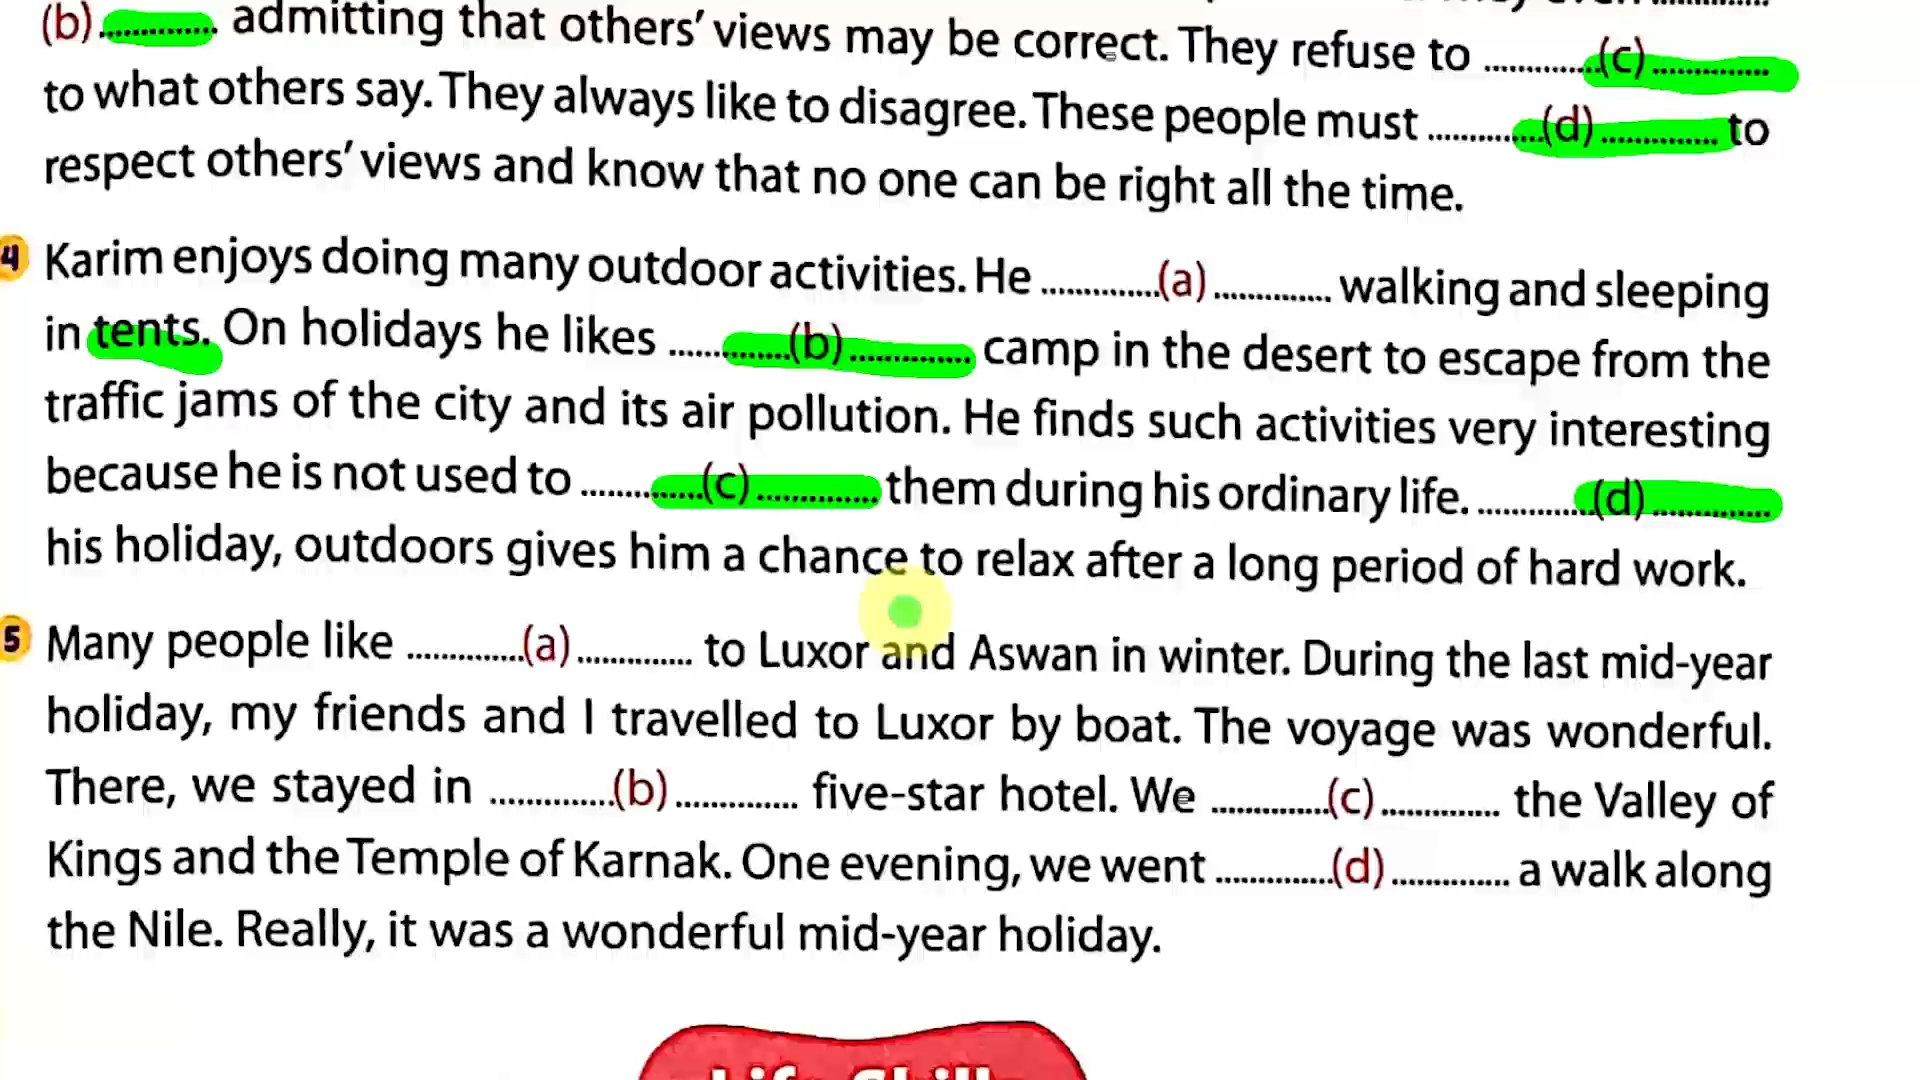 (b)............ admitting that others' views may be correct. They refuse to ............(c)............
to what others say. They always like to disagree. These people must ............(d)............ to
respect others' views and know that no one can be right all the time.
4 Karim enjoys doing many outdoor activities. He ............(a)............ walking and sleeping
in tents. On holidays he likes ............(b)............ camp in the desert to escape from the
traffic jams of the city and its air pollution. He finds such activities very interesting
because he is not used to ............(c)............ them during his ordinary life. ............(d)............
his holiday, outdoors gives him a chance to relax after a long period of hard work.
5 Many people like ............(a)............ to Luxor and Aswan in winter. During the last mid-year
holiday, my friends and I travelled to Luxor by boat. The voyage was wonderful.
There, we stayed in ............(b)............ five-star hotel. We ............(c)............ the Valley of
Kings and the Temple of Karnak. One evening, we went ............(d)............ a walk along
the Nile. Really, it was a wonderful mid-year holiday.